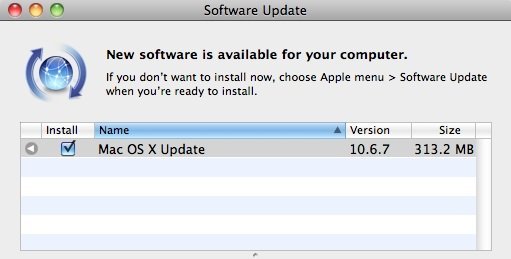 Software Update
New software is available for your computer.
If you don't want to install now, choose Apple menu > Software Update
when you're ready to install.
Install Name Version Size
Mac OS X Update 10.6.7 313.2 MB